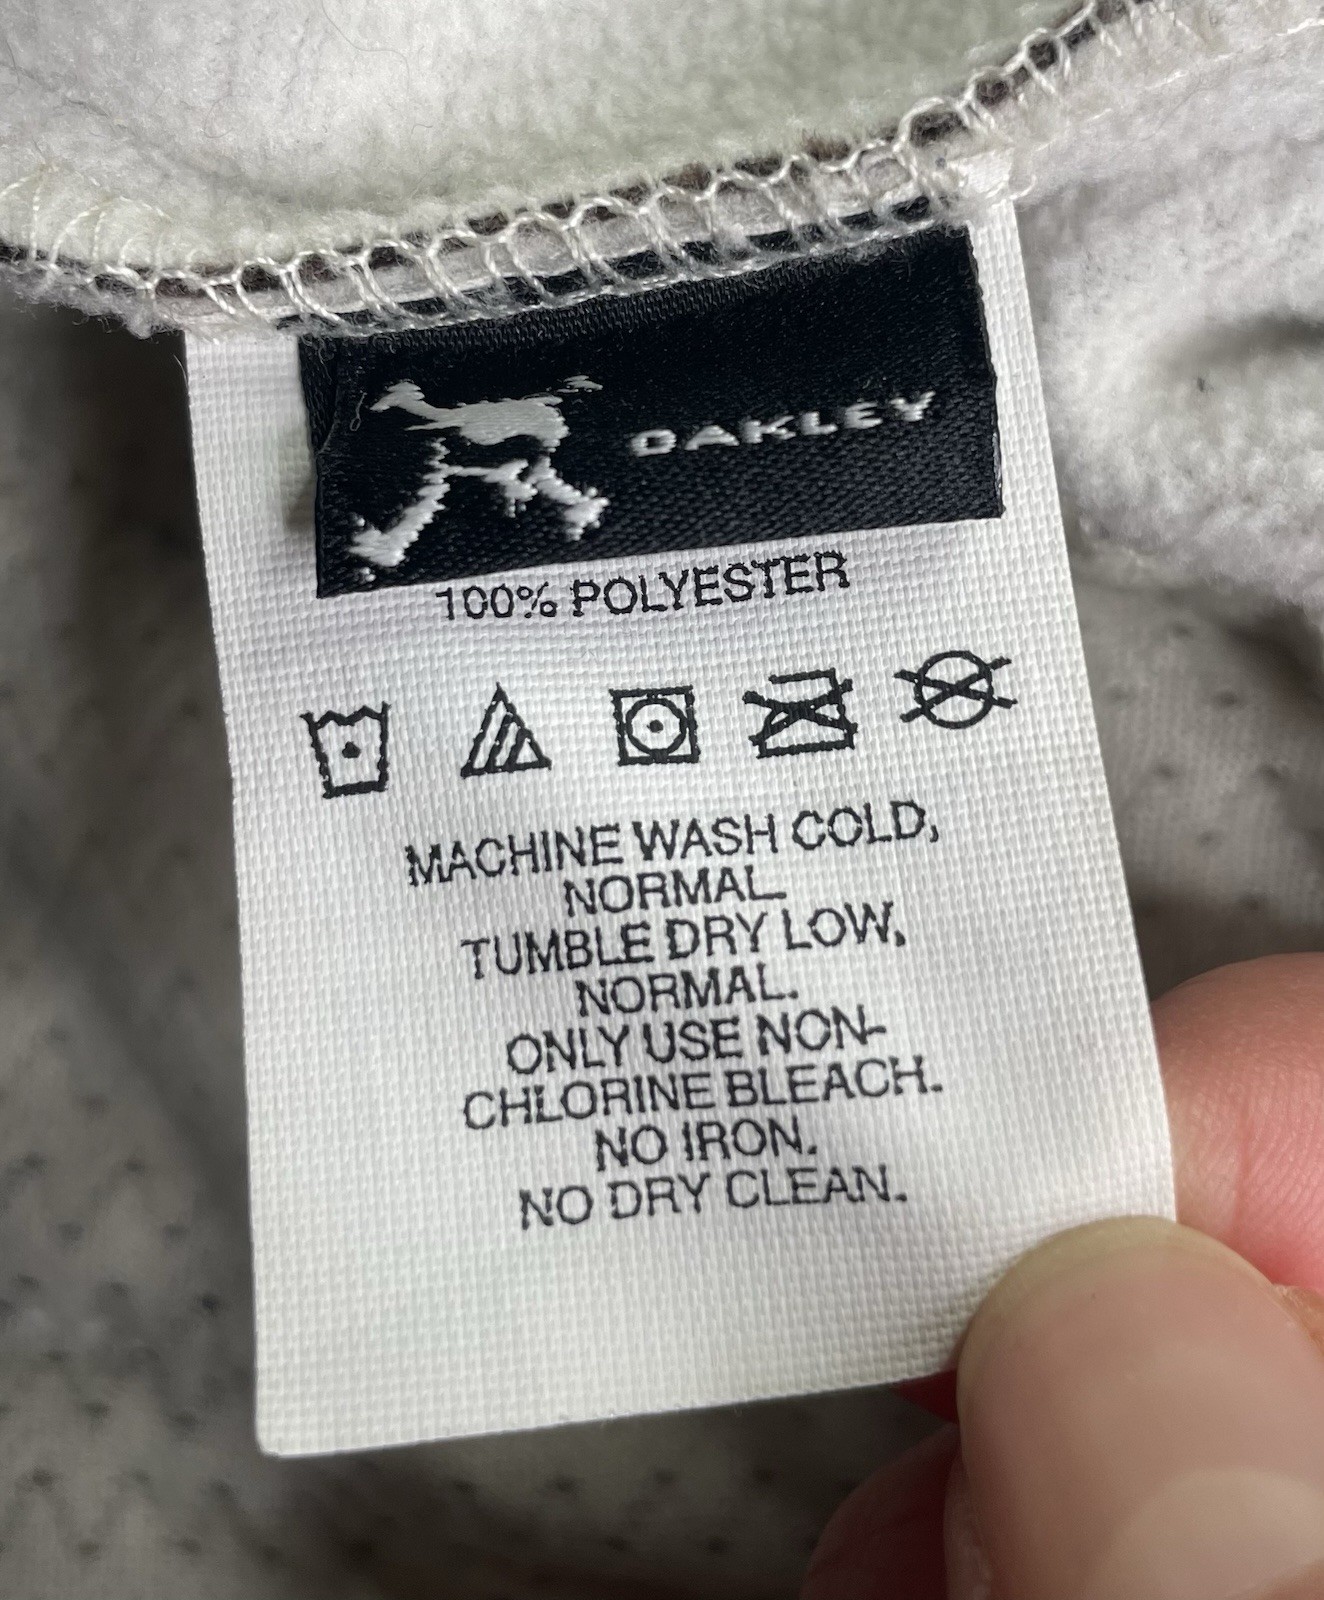 OAKLEY
100% POLYESTER
MACHINE WASH COLD,
NORMAL.
TUMBLE DRY LOW,
NORMAL.
ONLY USE NON-
CHLORINE BLEACH.
NO IRON.
NO DRY CLEAN.